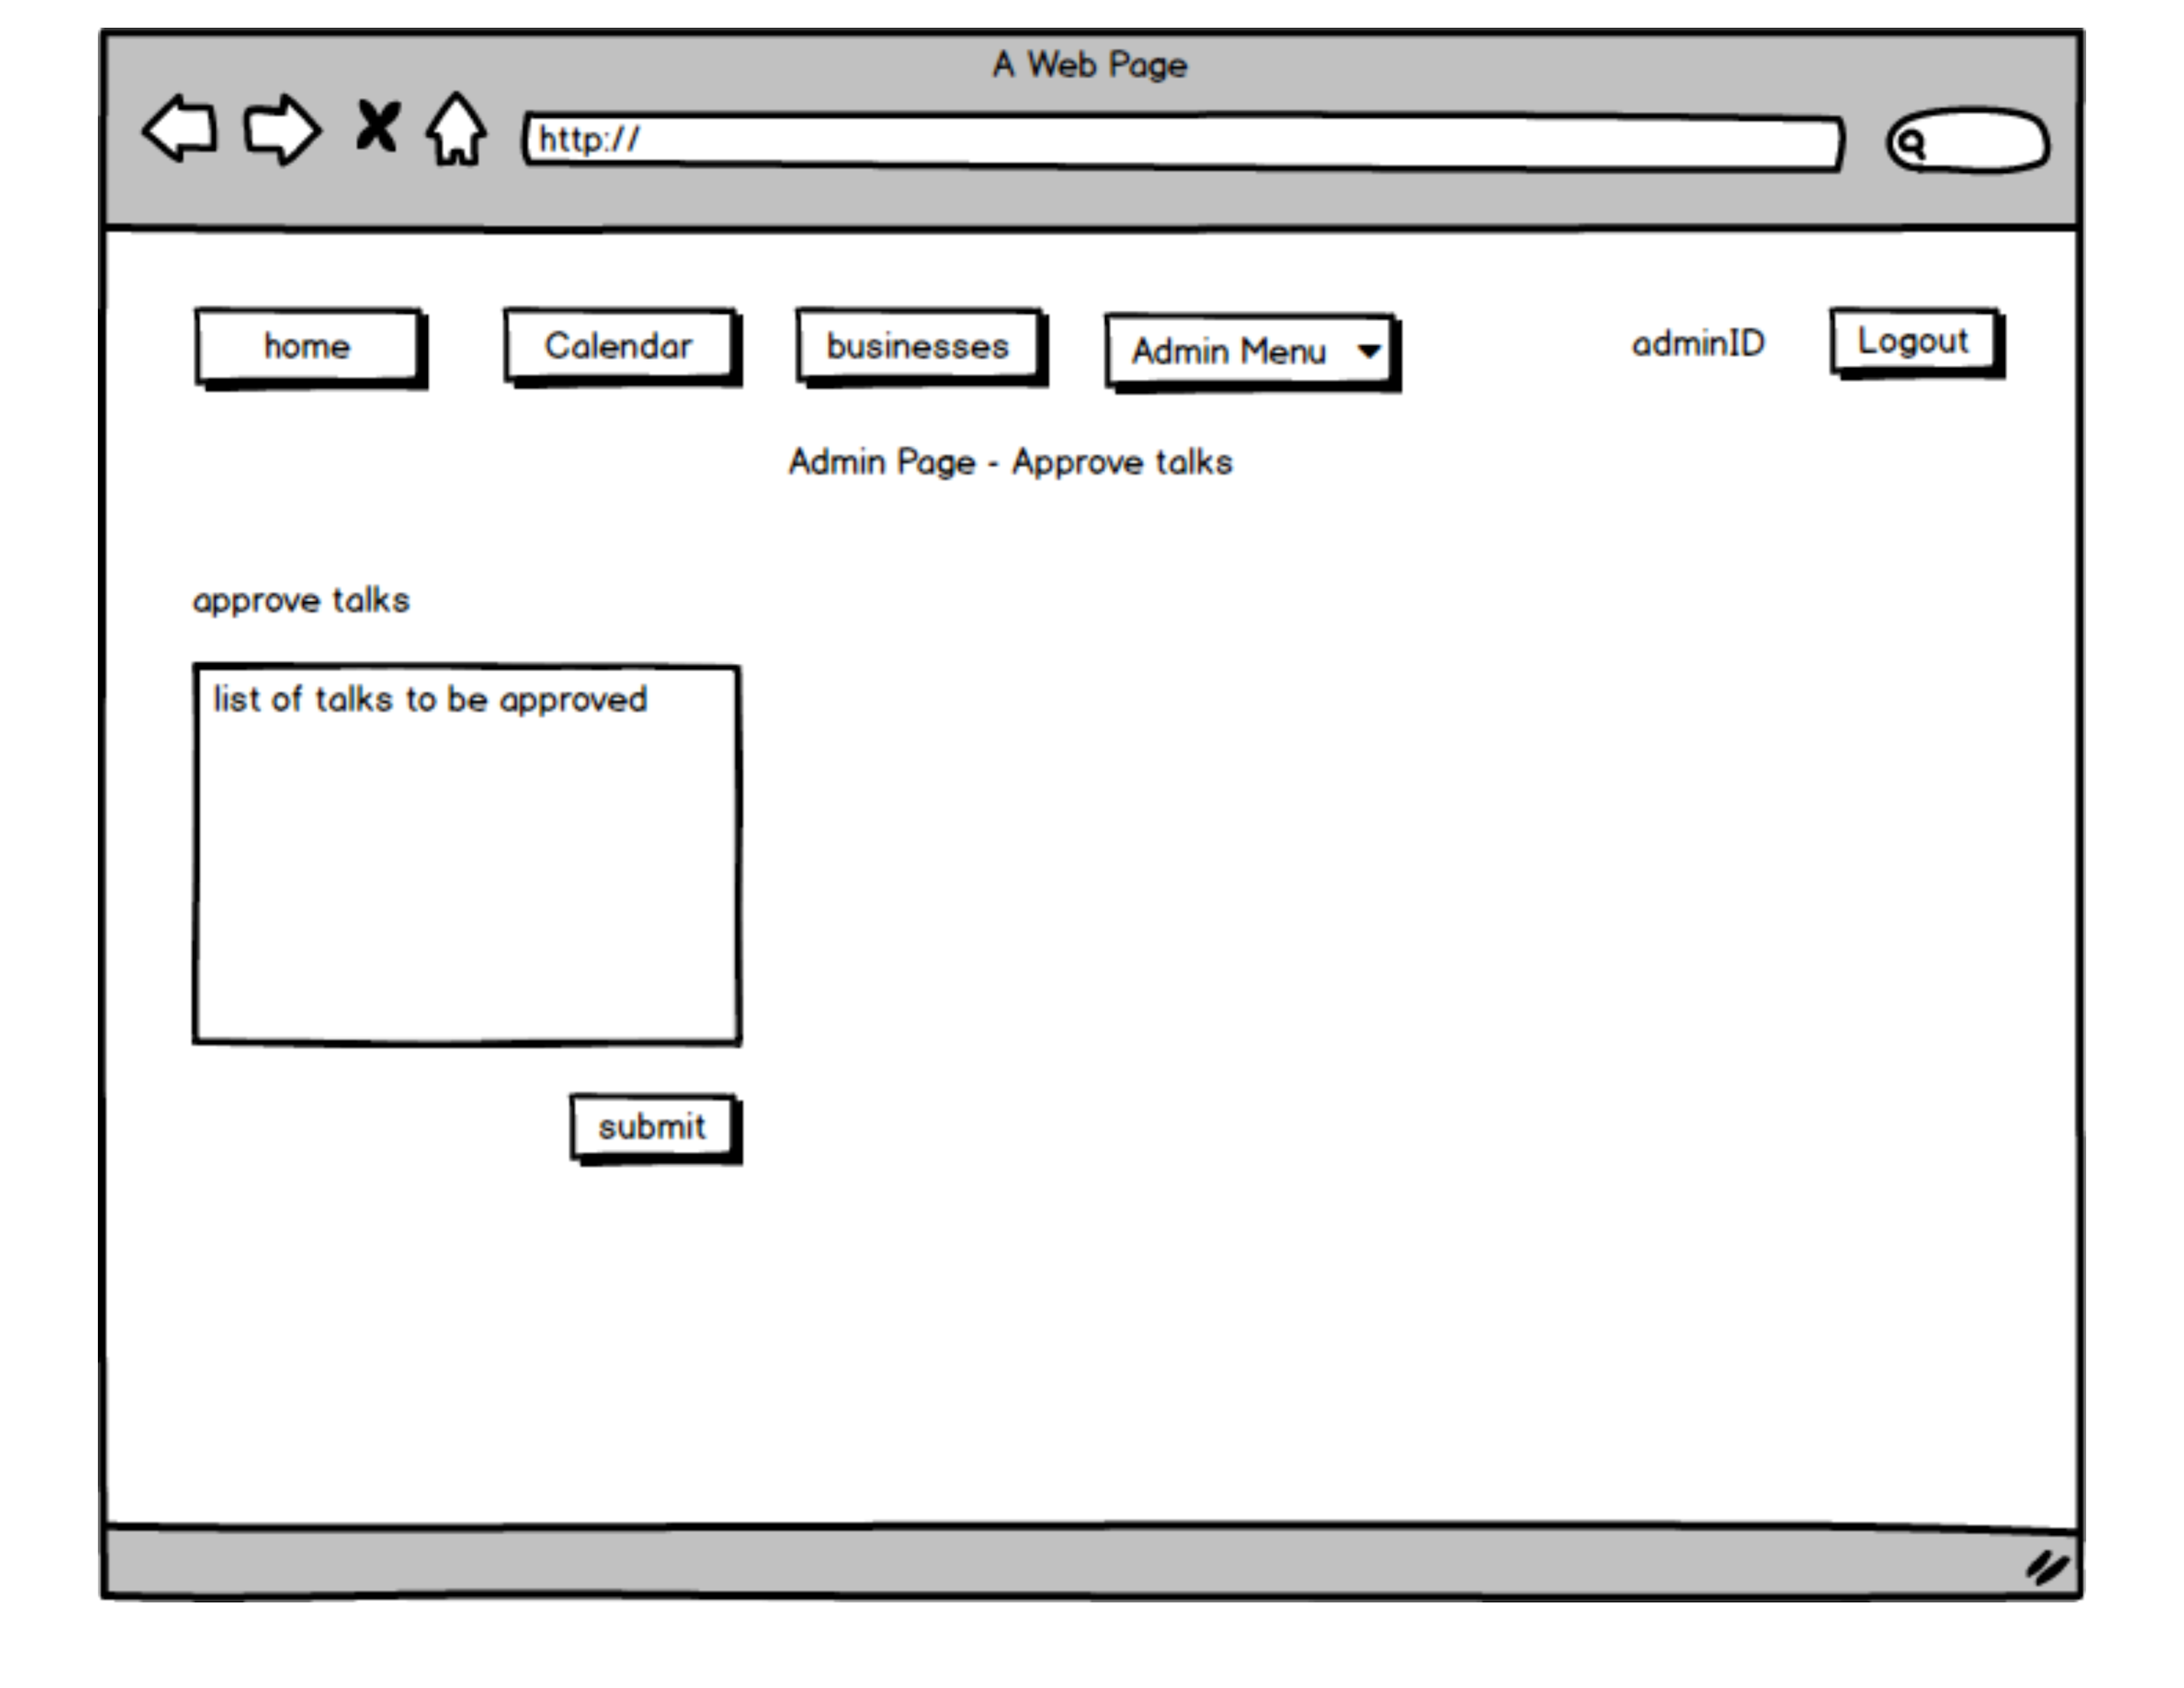 A Web Page
http://
home Calendar businesses Admin Menu adminID Logout
Admin Page - Approve talks
approve talks
list of talks to be approved
submit